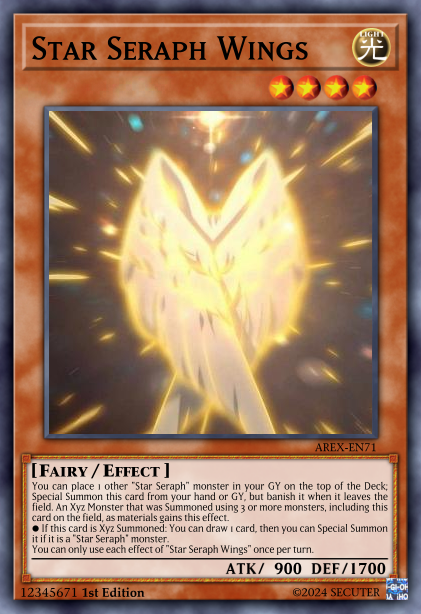 STAR SERAPH WINGS
LIGHT
光
AREX-EN71
[FAIRY / EFFECT ]
You can place 1 other "Star Seraph" monster in your GY on the top of the Deck;
Special Summon this card from your hand or GY, but banish it when it leaves the
field. An Xyz Monster that was Summoned using 3 or more monsters, including this
card on the field, as materials gains this effect.
● If this card is Xyz Summoned: You can draw 1 card, then you can Special Summon
it if it is a "Star Seraph" monster.
You can only use each effect of "Star Seraph Wings" once per turn.
ATK/ 900 DEF/1700
12345671 1st Edition
©2024 SECUTER